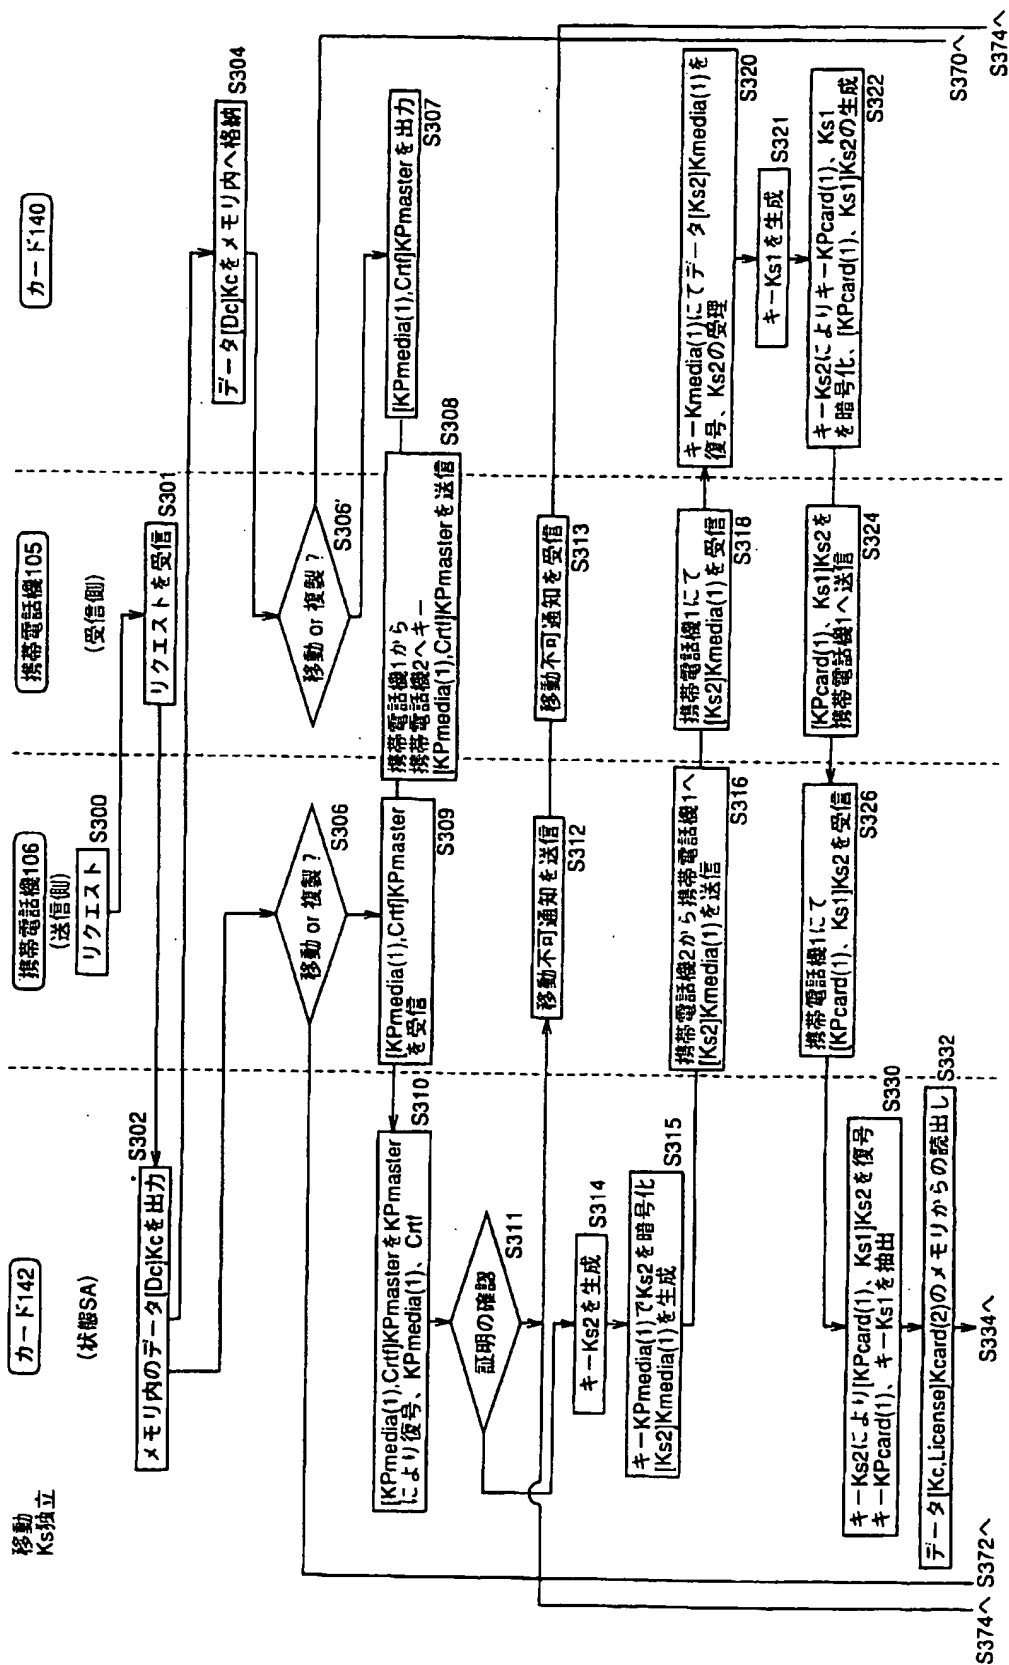 移動
Ks独立
カード142
(状態SA)
携帯電話機106
(送信側)
携帯電話機105
(受信側)
カード140
リクエスト
S300
リクエストを受信
S301
メモリ内のデータ[Dc]Kcを出力
S302
データ[Dc]Kcをメモリ内へ格納
S304
移動 or 複製?
S306
移動 or 複製?
S306'
[KPmedia(1),Crtf]KPmasterを出力
S307
携帯電話機1から
携帯電話機2へキー
[KPmedia(1),Crtf]KPmasterを送信
S308
[KPmedia(1),Crtf]KPmaster
を受信
S309
[KPmedia(1),Crtf]KPmasterをKPmaster
により復号、KPmedia(1)、Crtf
S310
証明の確認
S311
移動不可通知を送信
S312
移動不可通知を受信
S313
キーKs2を生成
S314
キーKPmedia(1)でKs2を暗号化
[Ks2]Kmedia(1)を生成
S315
携帯電話機2から携帯電話機1へ
[Ks2]Kmedia(1)を送信
S316
携帯電話機1にて
[Ks2]Kmedia(1)を受信
S318
キーKmedia(1)にてデータ[Ks2]Kmedia(1)を
復号、Ks2の受理
S320
キーKs1を生成
S321
キーKs2によりキーKPcard(1)、Ks1
を暗号化、[KPcard(1)、Ks1]Ks2の生成
S322
[KPcard(1)、Ks1]Ks2を
携帯電話機1へ送信
S324
携帯電話機1にて
[KPcard(1)、Ks1]Ks2を受信
S326
キーKs2により[KPcard(1)、Ks1]Ks2を復号
キーKPcard(1)、キーKs1を抽出
S330
データ[Kc,License]Kcard(2)のメモリからの読出し
S332
S374へ
S372へ
S334へ
S370へ
S374へ